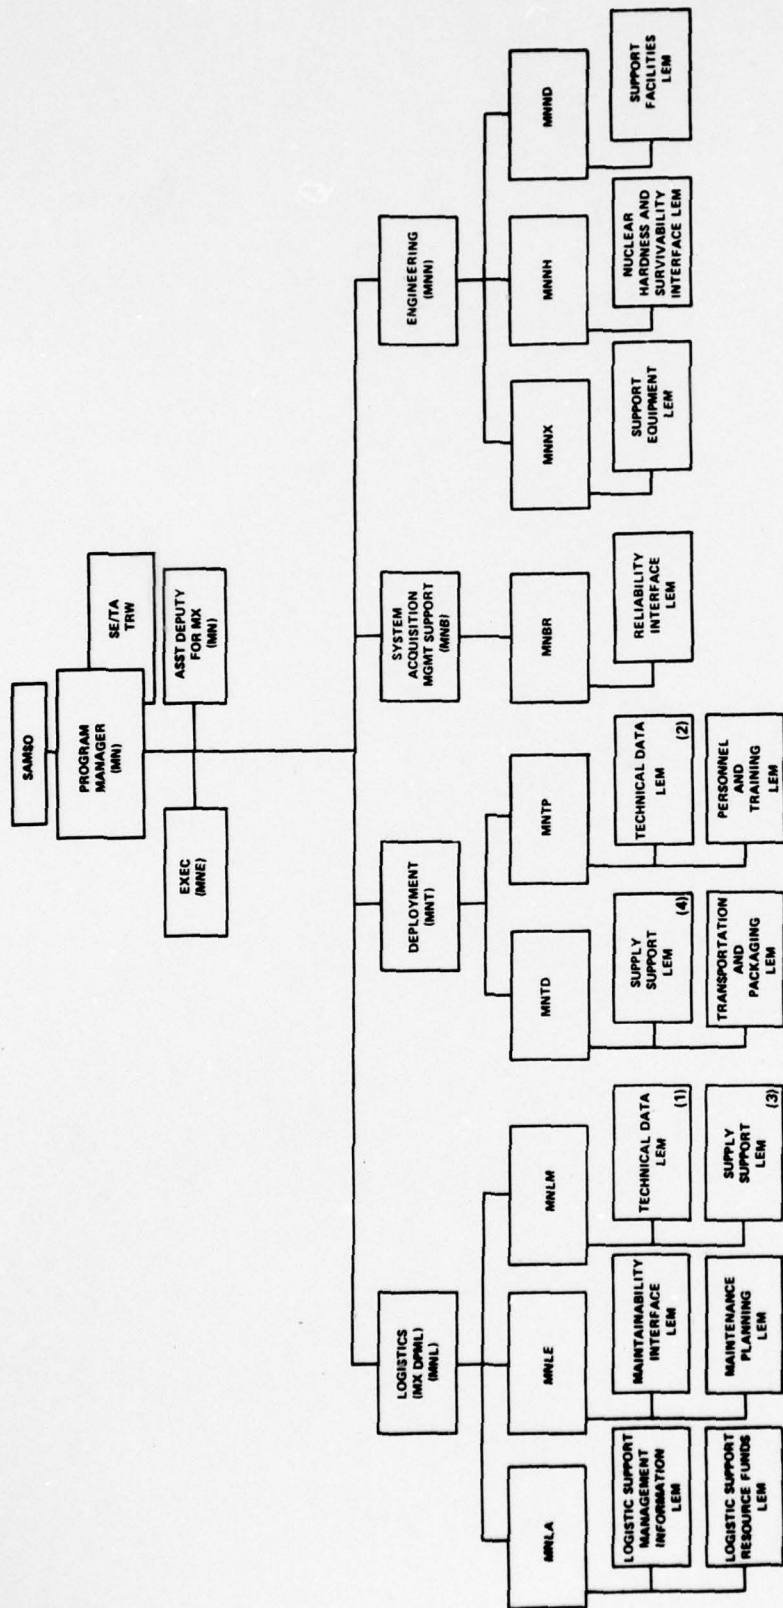 SAMSO
PROGRAM
MANAGER
(MN)
SE/TA
TRW
EXEC
(MNE)
ASST DEPUTY
FOR MX
(MN)
LOGISTICS
(MX DPML)
(MNL)
DEPLOYMENT
(MNT)
SYSTEM
ACQUISITION
MGMT SUPPORT
(MNB)
ENGINEERING
(MNN)
MNLA
MNLE
MNLM
MNTD
MNTP
MNBR
MNNX
MNNH
MNND
LOGISTIC SUPPORT
MANAGEMENT
INFORMATION
LEM
LOGISTIC SUPPORT
RESOURCE FUNDS
LEM
MAINTAINABILITY
INTERFACE
LEM
MAINTENANCE
PLANNING
LEM
TECHNICAL DATA
LEM
(1)
SUPPLY
SUPPORT
LEM
(3)
SUPPLY
SUPPORT
LEM
(4)
TRANSPORTATION
AND
PACKAGING
LEM
TECHNICAL DATA
LEM
(2)
PERSONNEL
AND
TRAINING
LEM
RELIABILITY
INTERFACE
LEM
SUPPORT
EQUIPMENT
LEM
NUCLEAR
HARDNESS AND
SURVIVABILITY
INTERFACE LEM
SUPPORT
FACILITIES
LEM